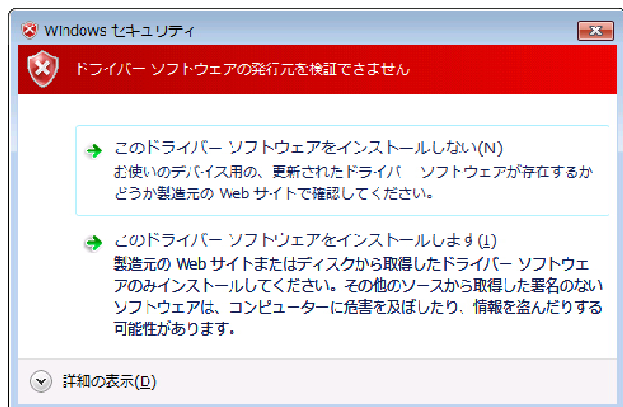 Windows セキュリティ
ドライバー ソフトウェアの発行元を検証できません
このドライバー ソフトウェアをインストールしない(N)
お使いのデバイス用の、更新されたドライバー ソフトウェアが存在するか
どうか製造元の Web サイトで確認してください。
このドライバー ソフトウェアをインストールします(I)
製造元の Web サイトまたはディスクから取得したドライバー ソフトウェ
アのみインストールしてください。その他のソースから取得した署名のない
ソフトウェアは、コンピューターに危害を及ぼしたり、情報を盗んだりする
可能性があります。
詳細の表示(D)